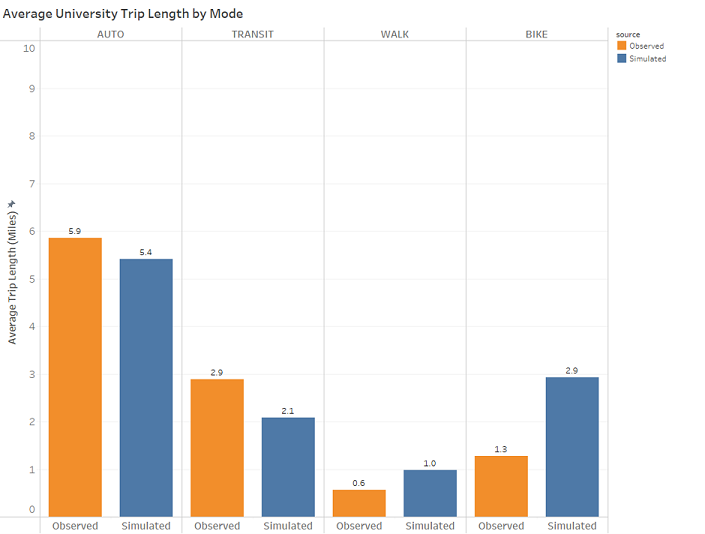 Average University Trip Length by Mode
AUTO TRANSIT WALK BIKE
source
Observed
Simulated
Average Trip Length (Miles)
10
9
8
7
6
5
4
3
2
1
0
5.9
5.4
2.9
2.1
0.6
1.0
1.3
2.9
Observed Simulated Observed Simulated Observed Simulated Observed Simulated